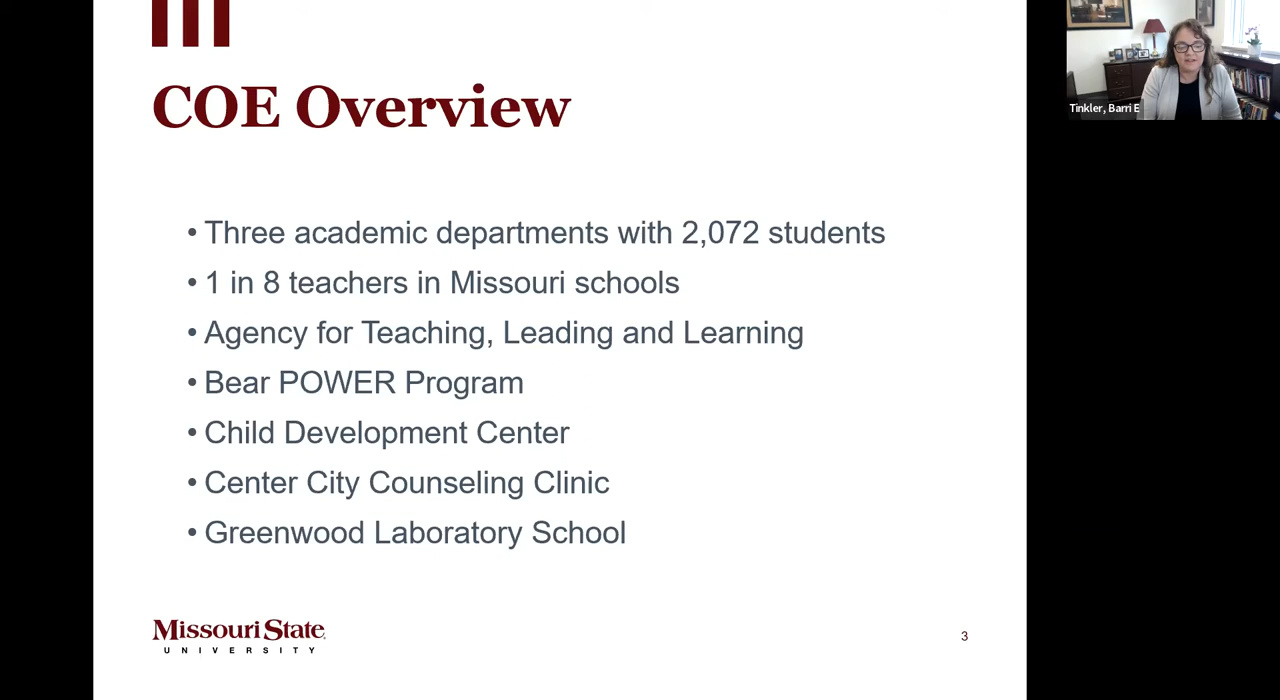 COE Overview
• Three academic departments with 2,072 students
• 1 in 8 teachers in Missouri schools
• Agency for Teaching, Leading and Learning
• Bear POWER Program
• Child Development Center
• Center City Counseling Clinic
• Greenwood Laboratory School
Missouri State
UNIVERSITY
3
Tinkler, Barri E